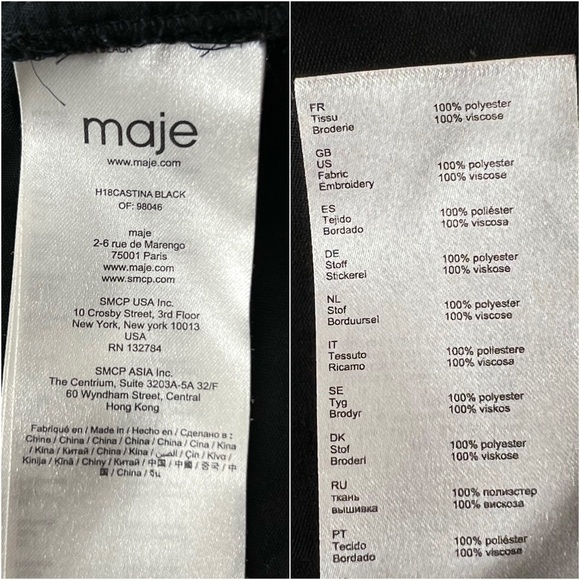 maje
www.maje.com
H18CASTINA BLACK
OF: 98046
maje
2-6 rue de Marengo
75001 Paris
www.maje.com
www.smcp.com
SMCP USA Inc.
10 Crosby Street, 3rd Floor
New York, New york 10013
USA
RN 132784
SMCP ASIA Inc.
The Centrium, Suite 3203A-5A 32/F
60 Wyndham Street, Central
Hong Kong
Fabriqué en / Made in / Hecho en / Сделано в :
China / China / China / China / China / Cina / Kina
/ Kina / Китай / China / Kina / الصين / Çin / Kīva /
Kinija / Kína / Chiny / Китай / 中国 / 中國 / 중국 / 中
国 / China / จีน
FR
Tissu 100% polyester
Broderie 100% viscose
GB
US
Fabric 100% polyester
Embroidery 100% viscose
ES
Tejido 100% poliéster
Bordado 100% viscosa
DE
Stoff 100% polyester
Stickerei 100% viskose
NL
Stof 100% polyester
Borduursel 100% viscose
IT
Tessuto 100% poliestere
Ricamo 100% viscosa
SE
Tyg 100% polyester
Brodyr 100% viskos
DK
Stof 100% polyester
Broderi 100% viskose
RU
ткань 100% полиэстер
вышивка 100% вискоза
PT
Tecido 100% poliéster
Bordado 100% viscose